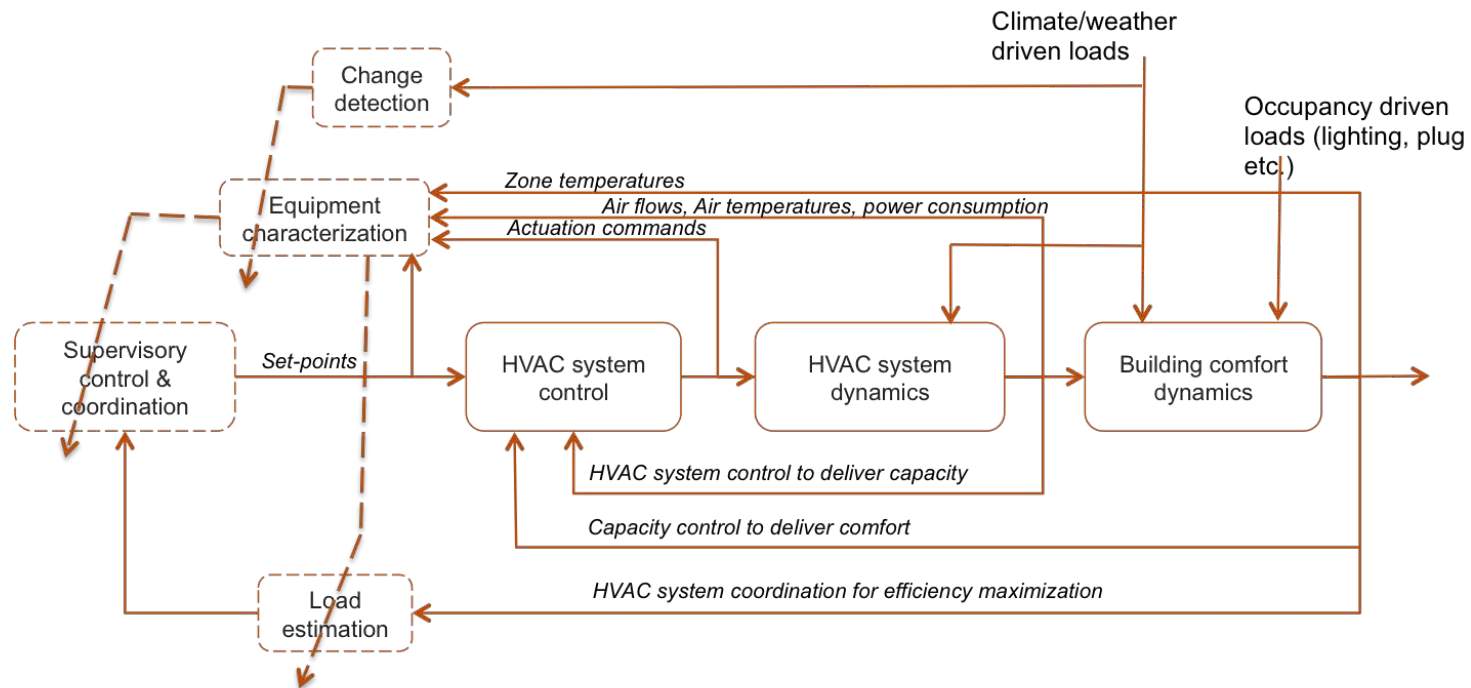 Climate/weather
driven loads
Change
detection
Occupancy driven
loads (lighting, plug
etc.)
Zone temperatures
Equipment
characterization
Air flows, Air temperatures, power consumption
Actuation commands
Supervisory
control &
coordination
Set-points
HVAC system
control
HVAC system
dynamics
Building comfort
dynamics
HVAC system control to deliver capacity
Capacity control to deliver comfort
HVAC system coordination for efficiency maximization
Load
estimation